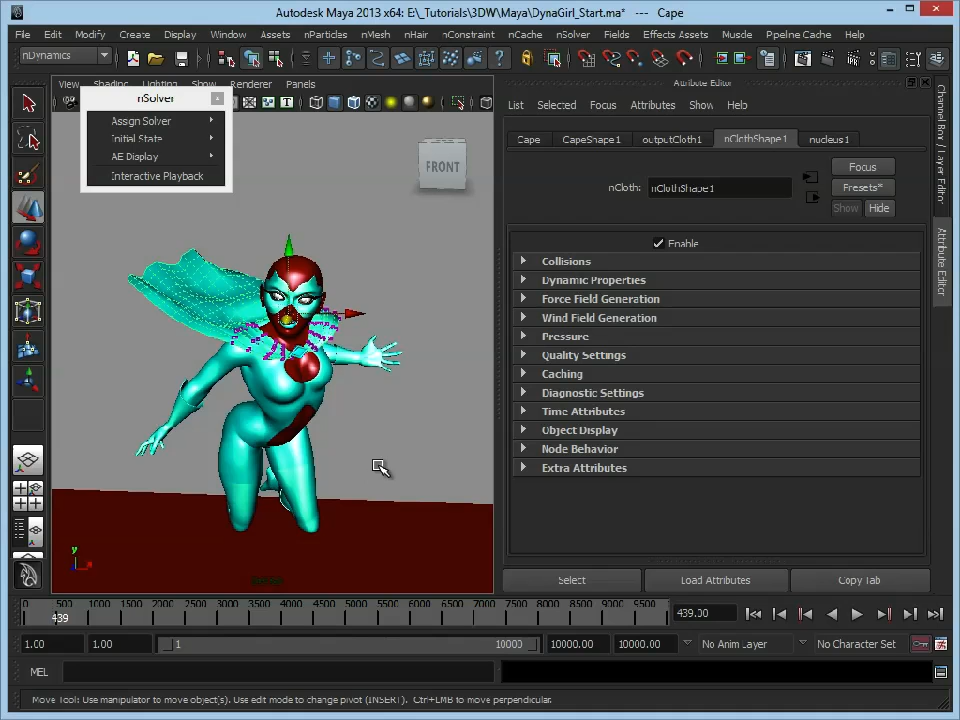 Autodesk Maya 2013 x64: E:\_Tutorials\3DW\Maya\DynaGirl_Start.ma* --- Cape
File Edit Modify Create Display Window Assets nParticles nMesh nHair nConstraint nCache nSolver Fields Effects Assets Muscle Pipeline Cache Help
nDynamics
View Shading Lighting Show Renderer Panels
Attribute Editor
nSolver
List Selected Focus Attributes Show Help
Assign Solver
Initial State
AE Display
Interactive Playback
Cape CapeShape1 outputCloth1 nClothShape1 nucleus1
FRONT
nCloth: nClothShape1
Focus
Presets*
Show Hide
Enable
Collisions
Dynamic Properties
Force Field Generation
Wind Field Generation
Pressure
Quality Settings
Caching
Diagnostic Settings
Time Attributes
Object Display
Node Behavior
Extra Attributes
Channel Box / Layer Editor
Attribute Editor
y
persp
Select Load Attributes Copy Tab
0 500 1000 1500 2000 2500 3000 3500 4000 4500 5000 5500 6000 6500 7000 7500 8000 8500 9000 9500
439
439.00
1.00 1.00 1 10000 10000.00 10000.00 No Anim Layer No Character Set
MEL
Move Tool: Use manipulator to move object(s). Use edit mode to change pivot (INSERT). Ctrl+LMB to move perpendicular.